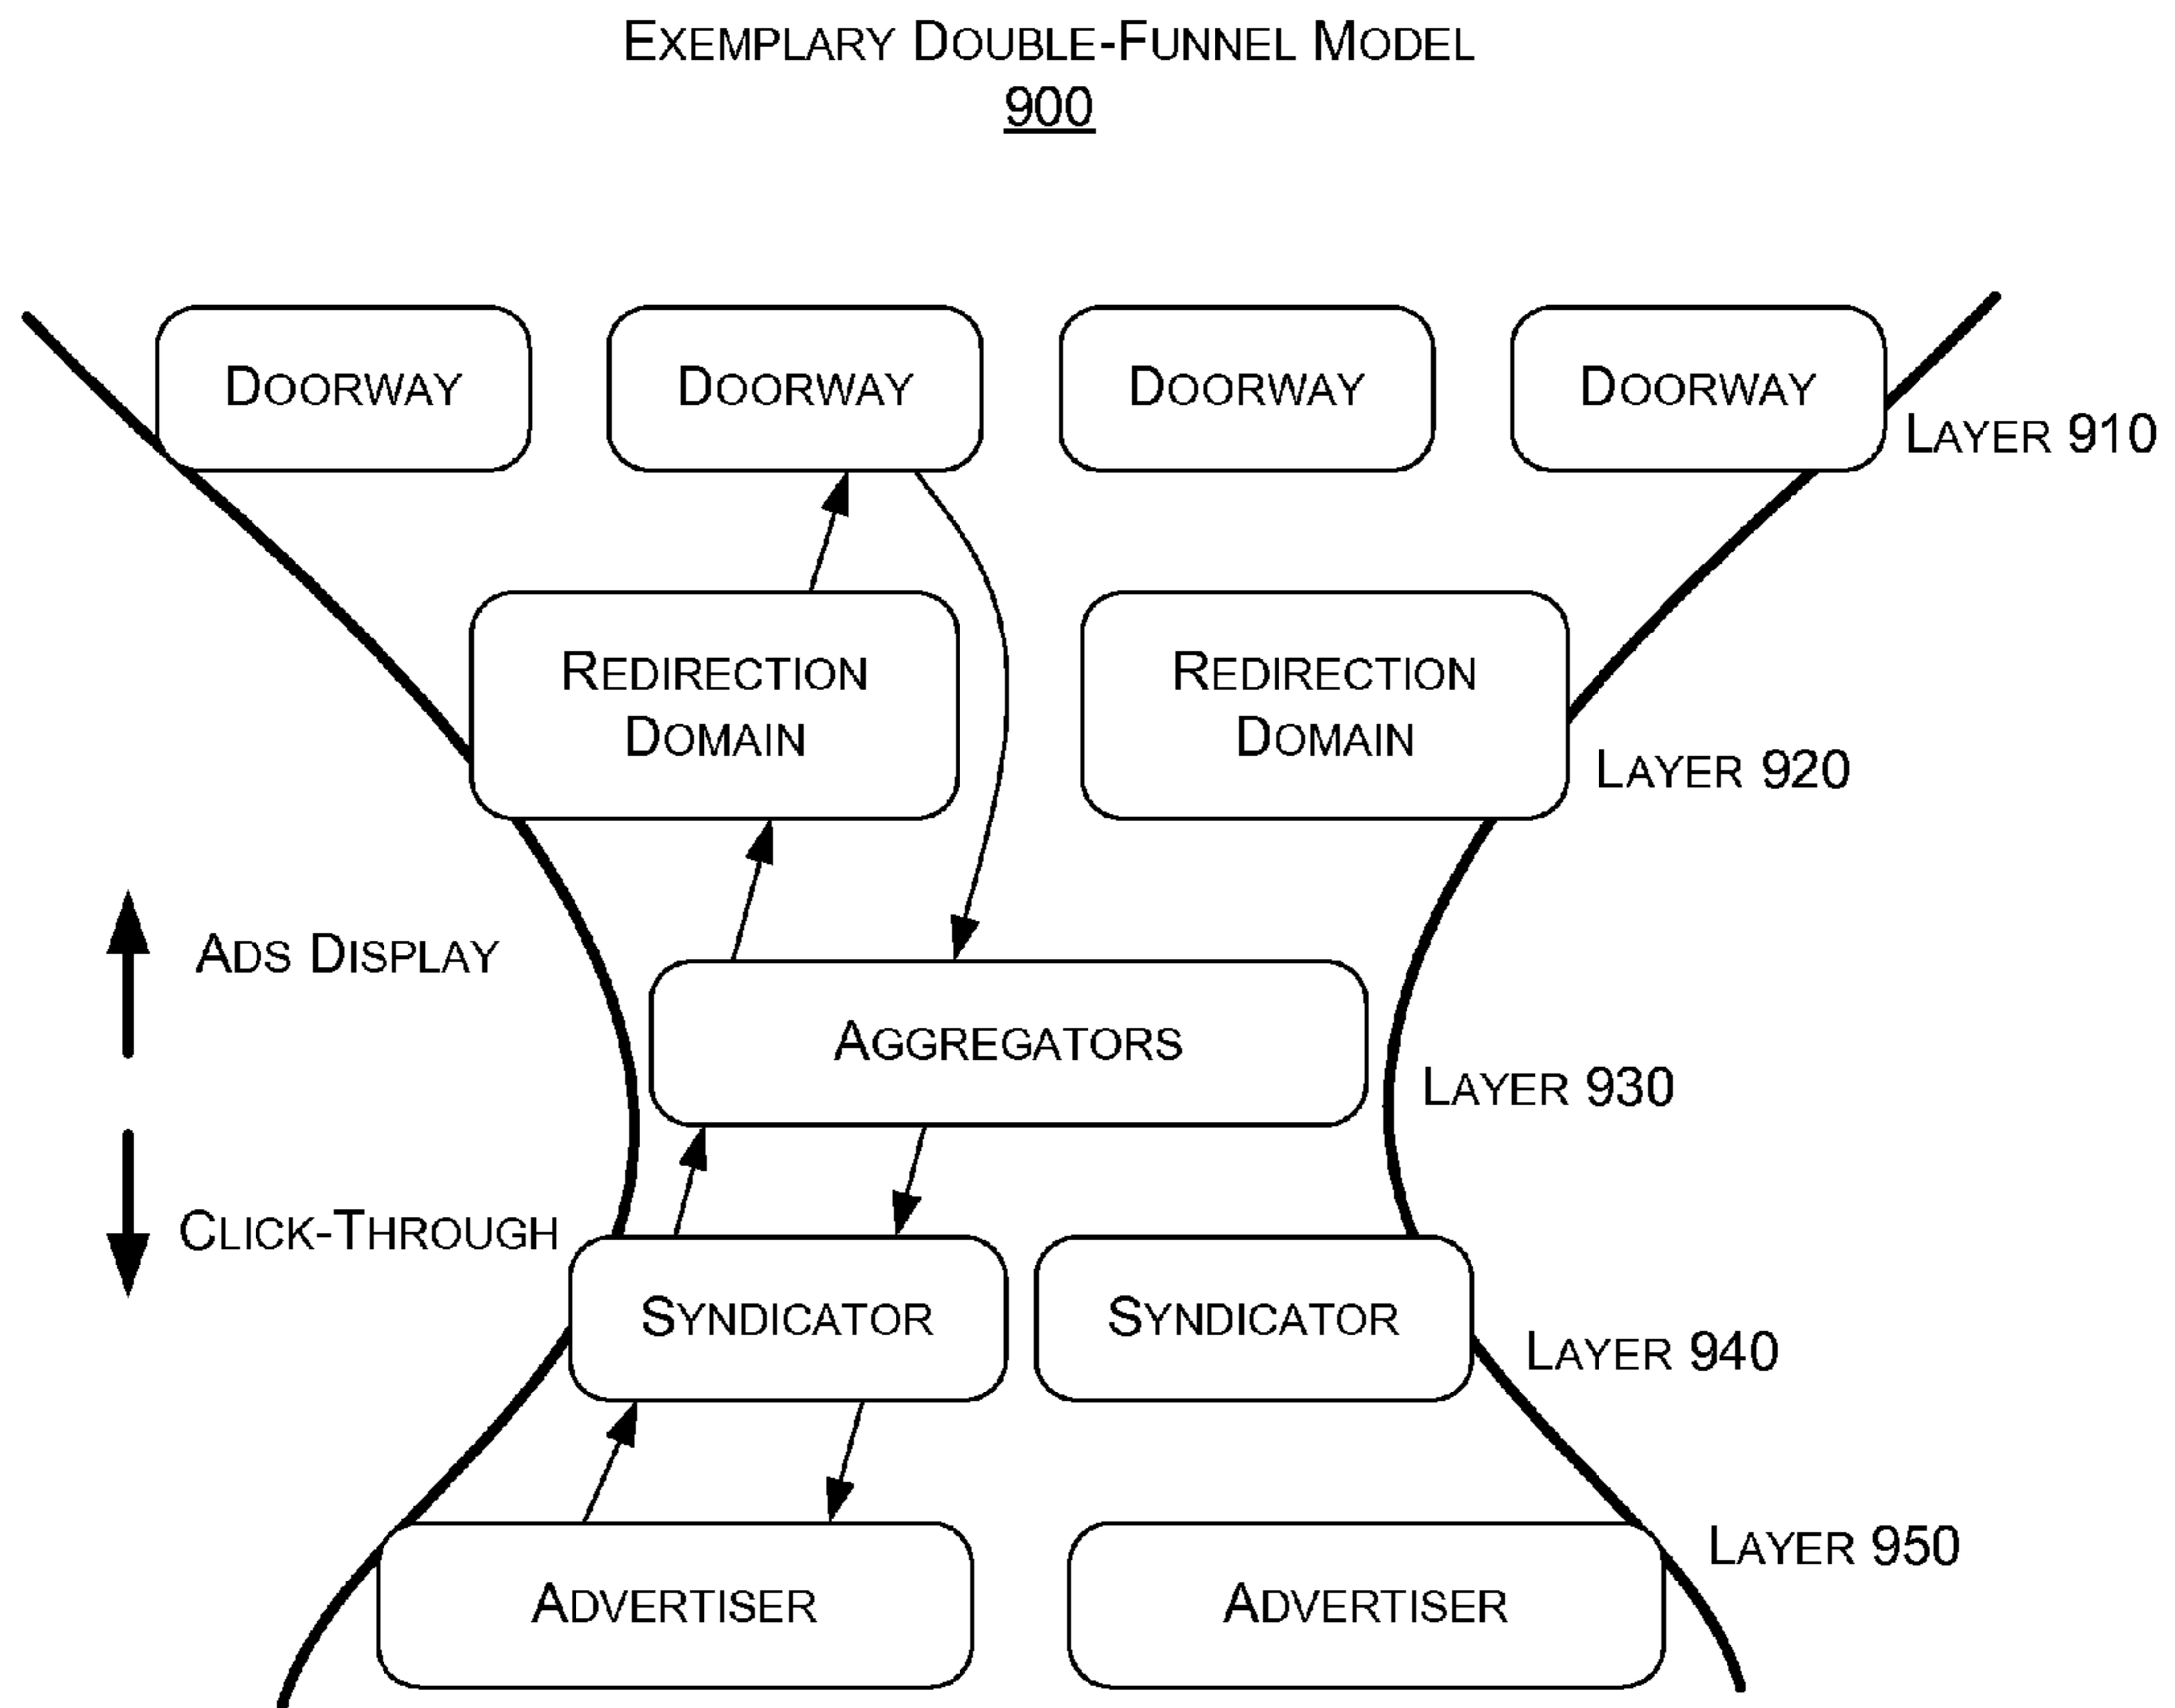 EXEMPLARY DOUBLE-FUNNEL MODEL
900
DOORWAY
DOORWAY
DOORWAY
DOORWAY
LAYER 910
REDIRECTION
DOMAIN
REDIRECTION
DOMAIN
LAYER 920
ADS DISPLAY
AGGREGATORS
LAYER 930
CLICK-THROUGH
SYNDICATOR
SYNDICATOR
LAYER 940
ADVERTISER
ADVERTISER
LAYER 950